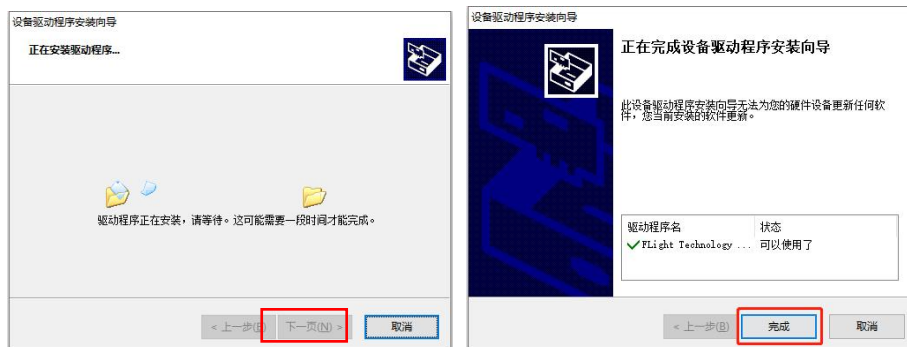 设备驱动程序安装向导
正在安装驱动程序...
驱动程序正在安装，请等待。这可能需要一段时间才能完成。
< 上一步(B)
下一页(N) >
取消
设备驱动程序安装向导
正在完成设备驱动程序安装向导
此设备驱动程序安装向导无法为您的硬件设备更新任何软
件，您当前安装的软件更新。
驱动程序名 状态
FLight Technology ... 可以使用了
< 上一步(B)
完成
取消